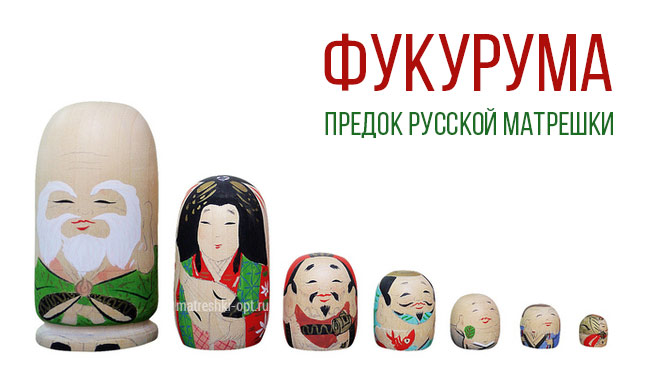 ФУКУРУМА
ПРЕДОК РУССКОЙ МАТРЕШКИ
matreshki-opt.ru